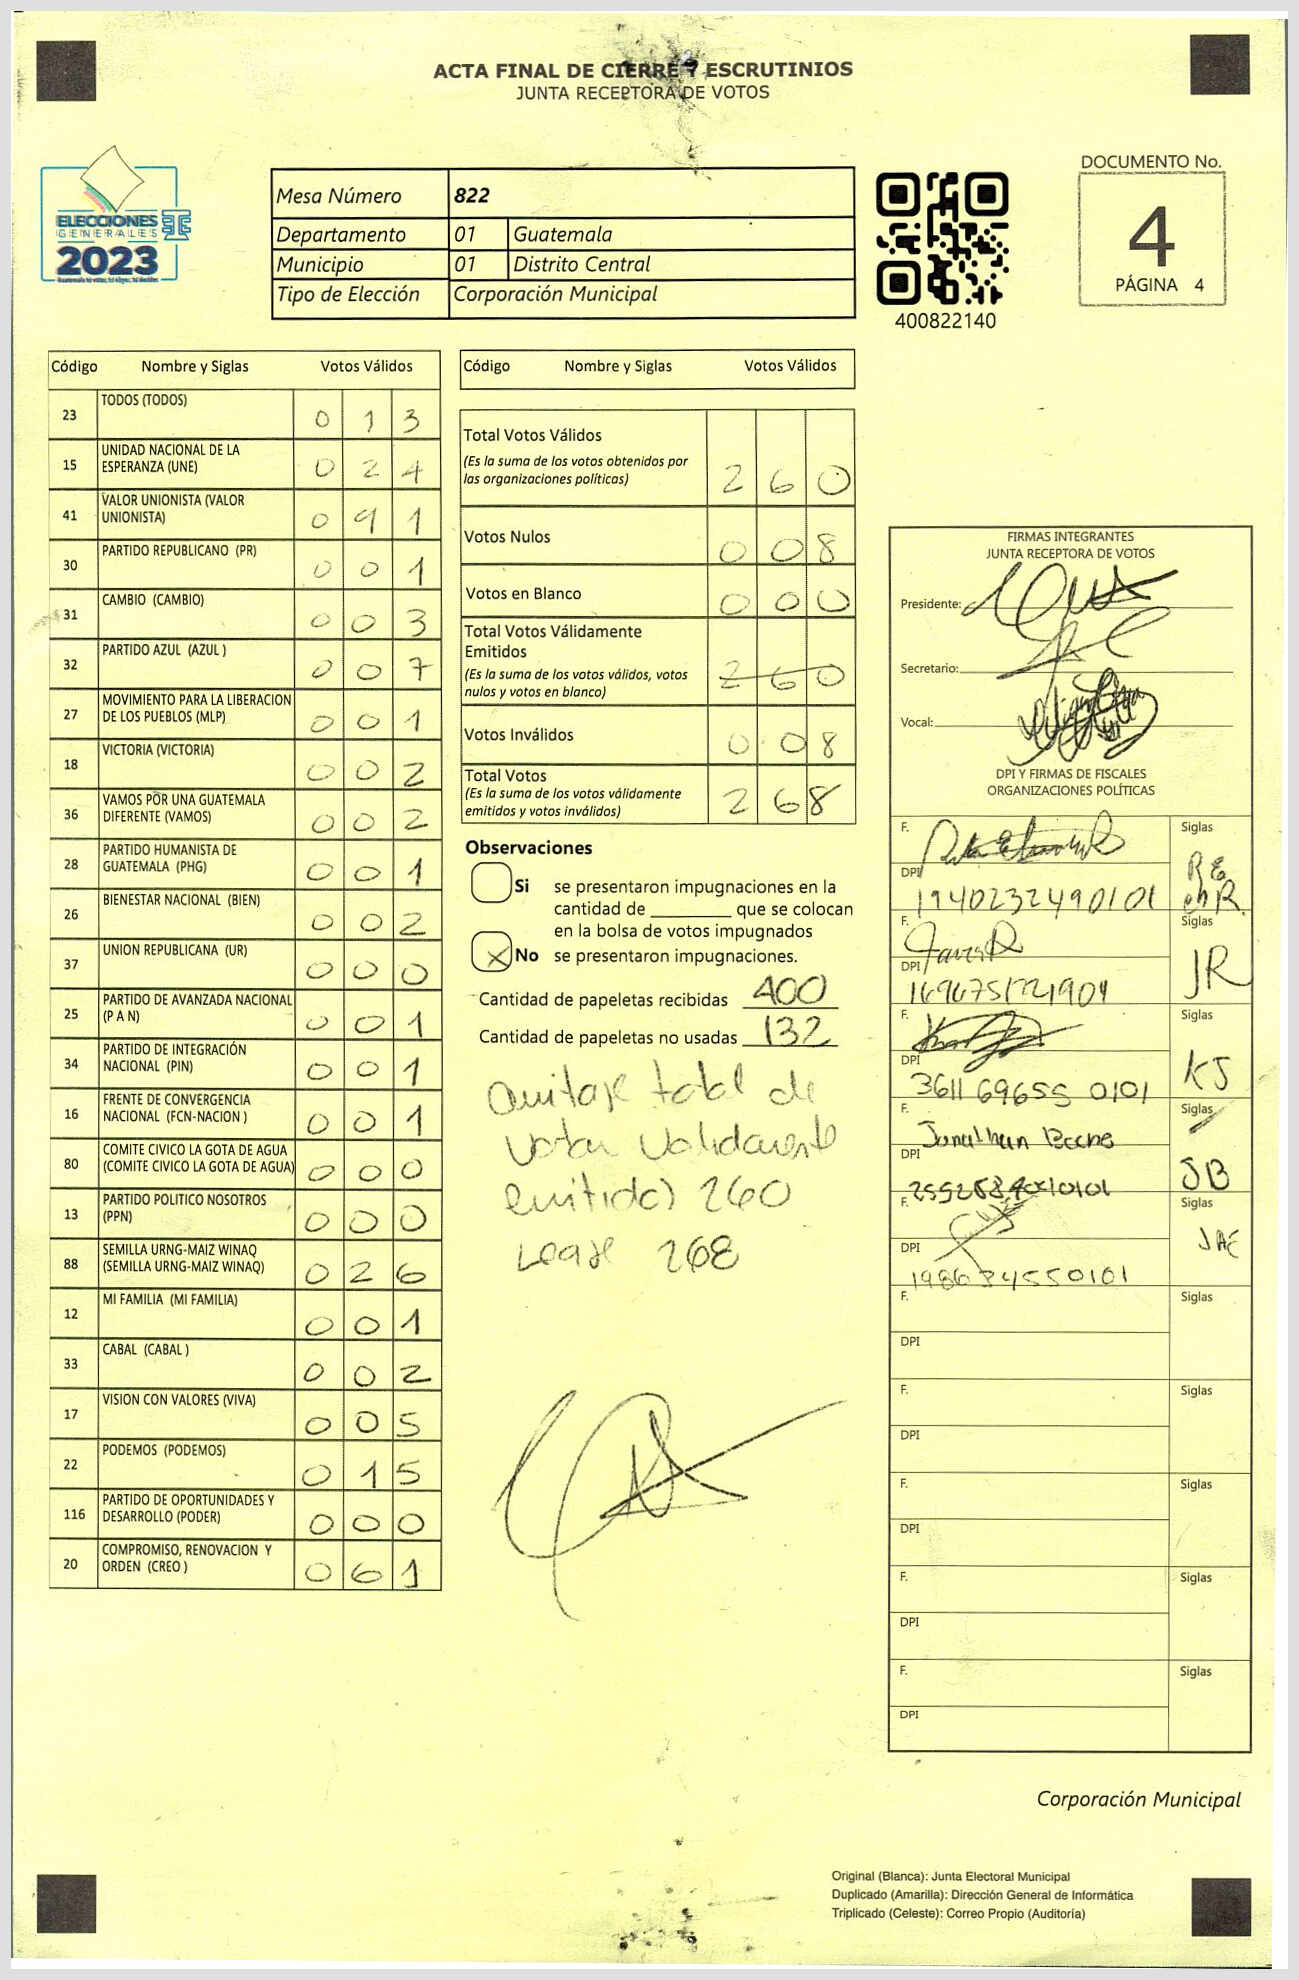 ACTA FINAL DE CIERRE Y ESCRUTINIOS
JUNTA RECEPTORA DE VOTOS
ELECCIONES
GENERALES
2023
Mesa Número 822
Departamento 01 Guatemala
Municipio 01 Distrito Central
Tipo de Elección Corporación Municipal
400822140
DOCUMENTO No.
4
PÁGINA 4
Código Nombre y Siglas Votos Válidos
23 TODOS (TODOS) 0 1 3
15 UNIDAD NACIONAL DE LA
ESPERANZA (UNE) 0 2 4
41 VALOR UNIONISTA (VALOR
UNIONISTA) 0 9 1
30 PARTIDO REPUBLICANO (PR) 0 0 1
31 CAMBIO (CAMBIO) 0 0 3
32 PARTIDO AZUL (AZUL ) 0 0 7
27 MOVIMIENTO PARA LA LIBERACION
DE LOS PUEBLOS (MLP) 0 0 1
18 VICTORIA (VICTORIA) 0 0 2
36 VAMOS POR UNA GUATEMALA
DIFERENTE (VAMOS) 0 0 2
28 PARTIDO HUMANISTA DE
GUATEMALA (PHG) 0 0 1
26 BIENESTAR NACIONAL (BIEN) 0 0 2
37 UNION REPUBLICANA (UR) 0 0 0
25 PARTIDO DE AVANZADA NACIONAL
(P A N) 0 0 1
34 PARTIDO DE INTEGRACIÓN
NACIONAL (PIN) 0 0 1
16 FRENTE DE CONVERGENCIA
NACIONAL (FCN-NACION ) 0 0 1
80 COMITE CIVICO LA GOTA DE AGUA
(COMITE CIVICO LA GOTA DE AGUA) 0 0 0
13 PARTIDO POLITICO NOSOTROS
(PPN) 0 0 0
88 SEMILLA URNG-MAIZ WINAQ
(SEMILLA URNG-MAIZ WINAQ) 0 2 6
12 MI FAMILIA (MI FAMILIA) 0 0 1
33 CABAL (CABAL ) 0 0 2
17 VISION CON VALORES (VIVA) 0 0 5
22 PODEMOS (PODEMOS) 0 1 5
116 PARTIDO DE OPORTUNIDADES Y
DESARROLLO (PODER) 0 0 0
20 COMPROMISO, RENOVACION Y
ORDEN (CREO ) 0 6 1
Código Nombre y Siglas Votos Válidos
Total Votos Válidos
(Es la suma de los votos obtenidos por
las organizaciones políticas) 2 6 0
Votos Nulos 0 0 8
Votos en Blanco 0 0 0
Total Votos Válidamente
Emitidos
(Es la suma de los votos válidos, votos
nulos y votos en blanco) 2 6 0
Votos Inválidos 0 0 8
Total Votos
(Es la suma de los votos válidamente
emitidos y votos inválidos) 2 6 8
Observaciones
Si se presentaron impugnaciones en la
cantidad de ________ que se colocan
en la bolsa de votos impugnados
X No se presentaron impugnaciones.
Cantidad de papeletas recibidas 400
Cantidad de papeletas no usadas 132
total de
260
268
FIRMAS INTEGRANTES
JUNTA RECEPTORA DE VOTOS
Presidente:
Secretario:
Vocal:
DPI Y FIRMAS DE FISCALES
ORGANIZACIONES POLÍTICAS
F. Siglas
DPI
1940232490101
F. Siglas
DPI JR
F. Siglas
DPI KJ
3611 69655 0101
F. Siglas
Jonathan
DPI JB
F. Siglas
DPI JAE
F. Siglas
DPI
F. Siglas
DPI
F. Siglas
DPI
F. Siglas
DPI
F. Siglas
DPI
Corporación Municipal
Original (Blanca): Junta Electoral Municipal
Duplicado (Amarilla): Dirección General de Informática
Triplicado (Celeste): Correo Propio (Auditoría)